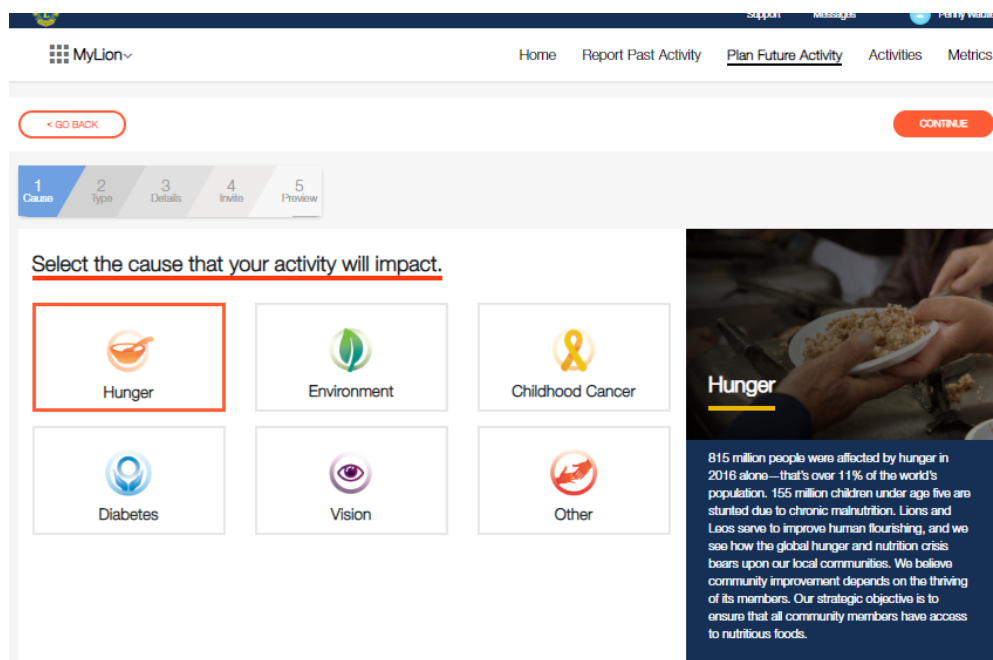 Support Messages Penny
MyLion
Home Report Past Activity Plan Future Activity Activities Metrics
< GO BACK
CONTINUE
1 2 3 4 5
Cause Type Details Invite Preview
Select the cause that your activity will impact.
Hunger Environment Childhood Cancer
Diabetes Vision Other
Hunger
815 million people were affected by hunger in
2016 alone—that's over 11% of the world's
population. 155 million children under age five are
stunted due to chronic malnutrition. Lions and
Leos serve to improve human flourishing, and we
see how the global hunger and nutrition crisis
bears upon our local communities. We believe
community improvement depends on the thriving
of its members. Our strategic objective is to
ensure that all community members have access
to nutritious foods.